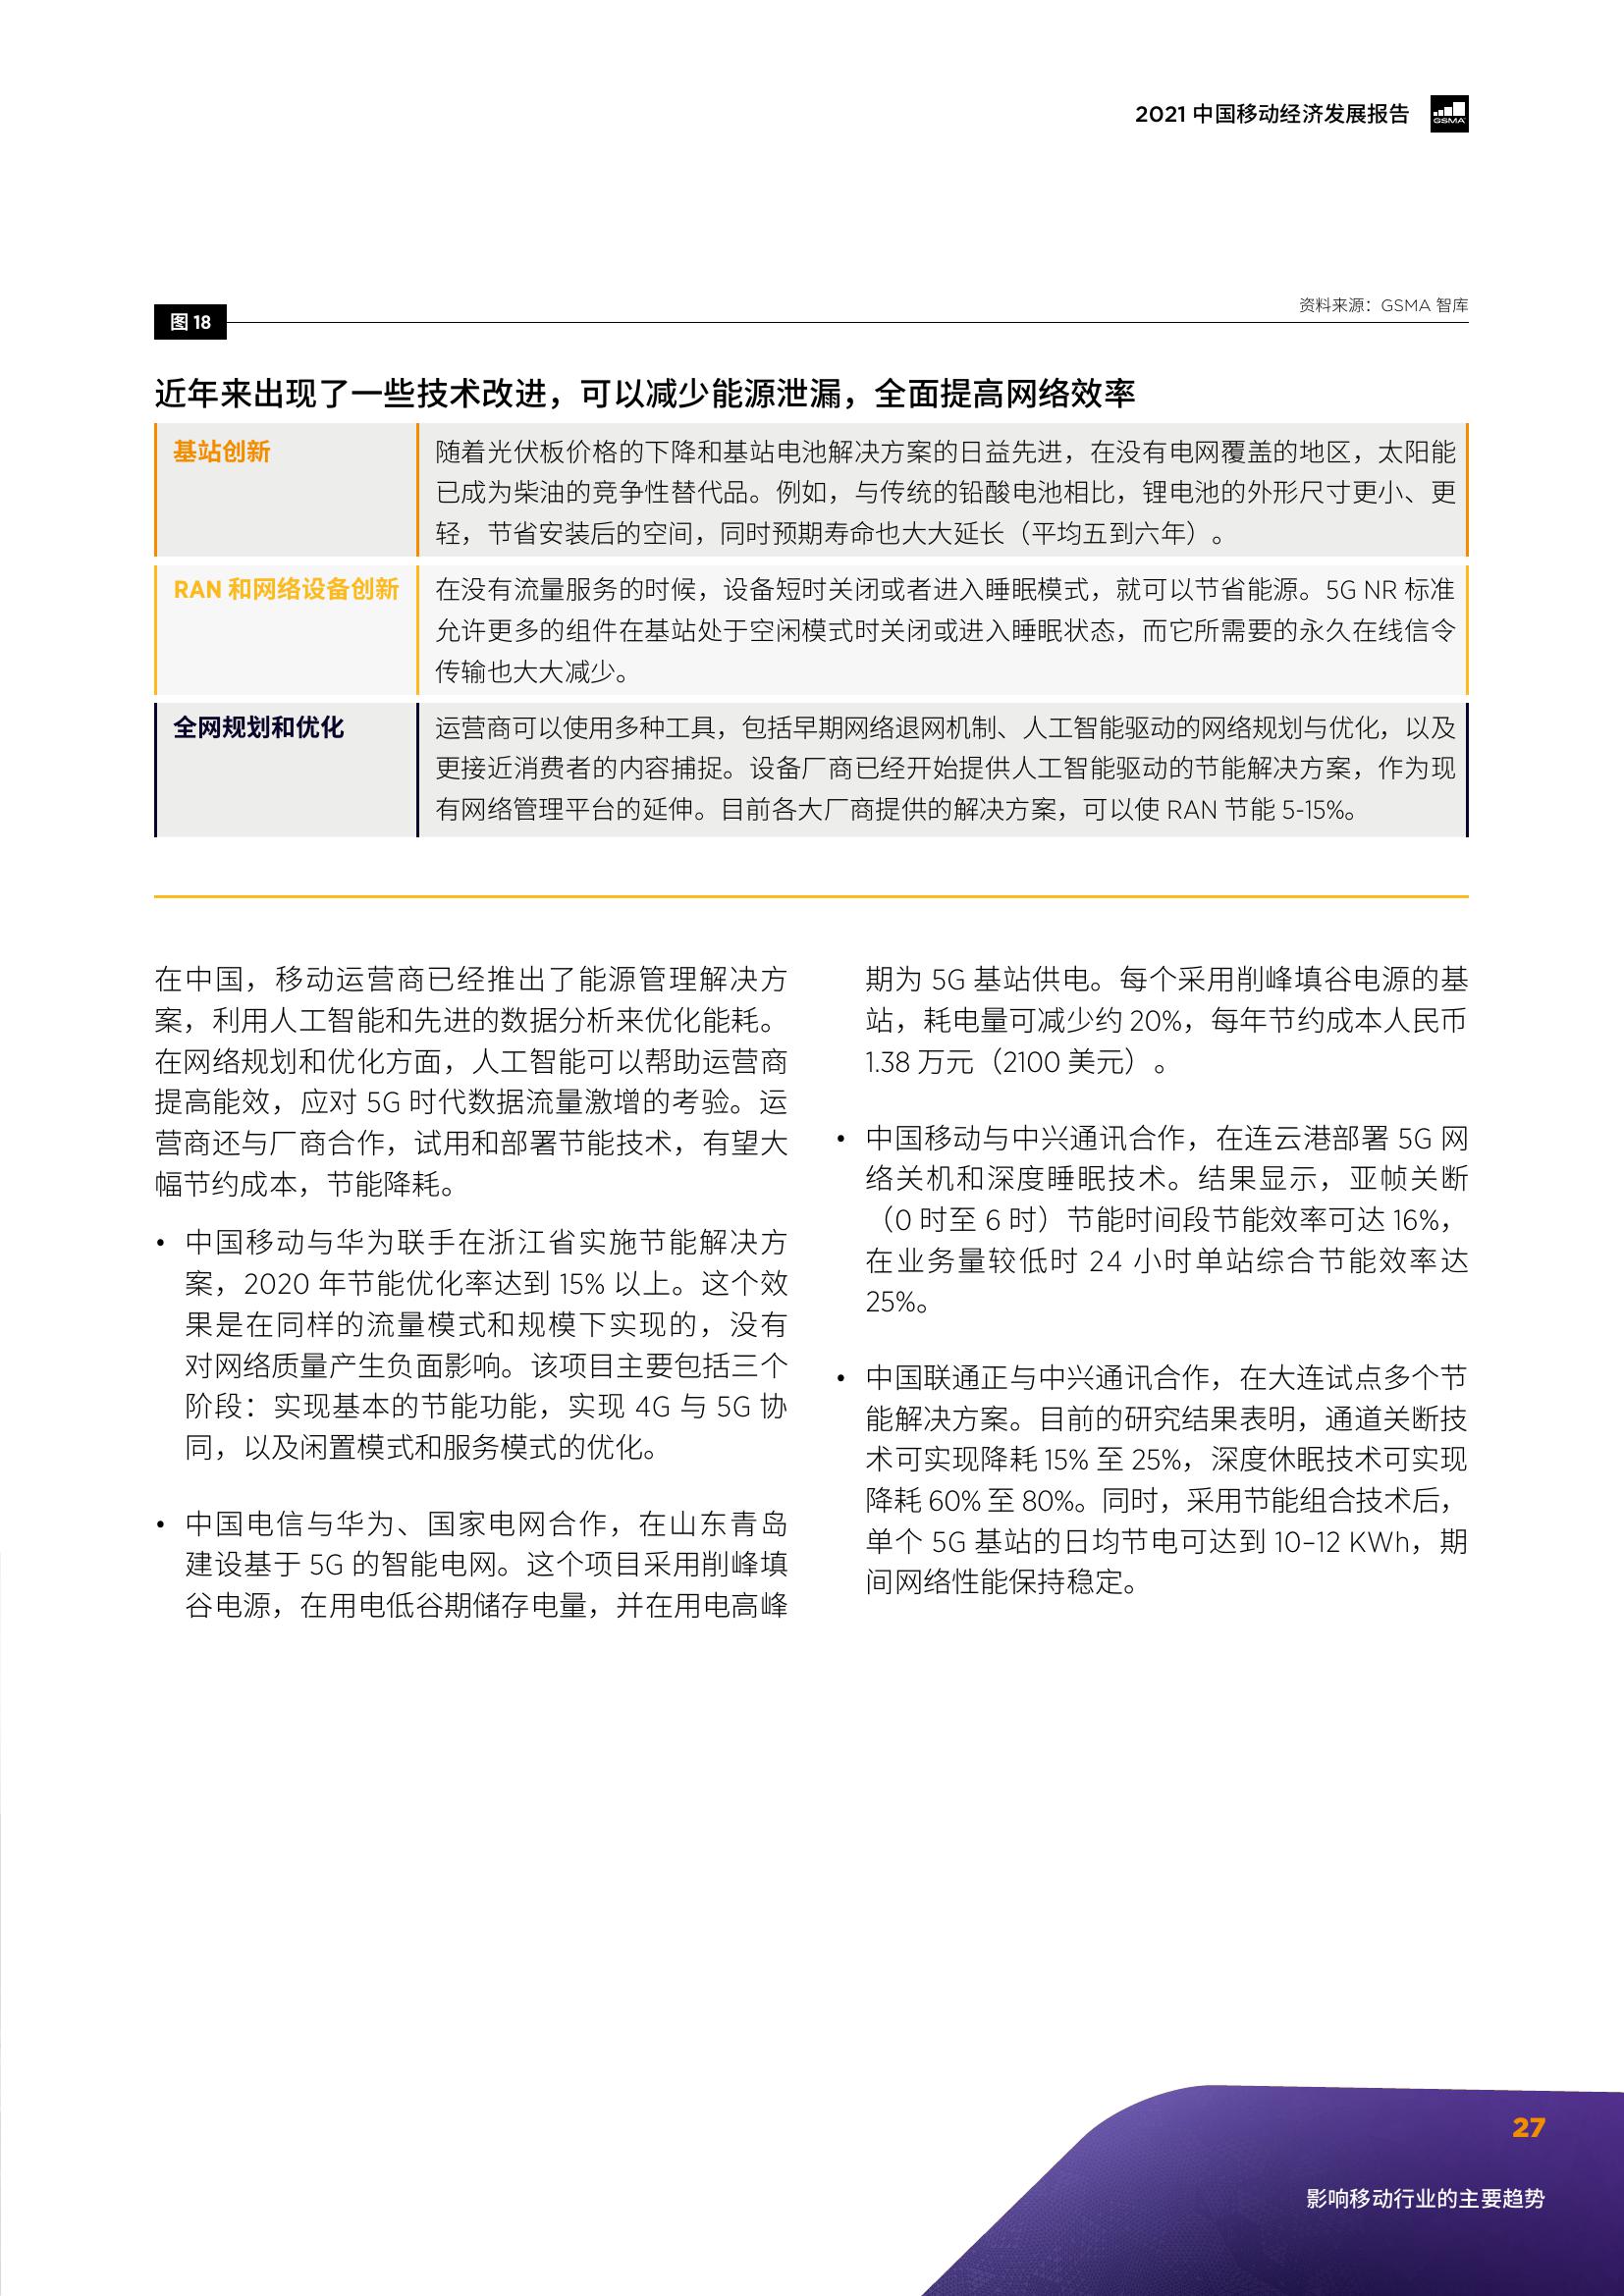 2021 中国移动经济发展报告
GSMA
资料来源：GSMA 智库
图 18
近年来出现了一些技术改进，可以减少能源泄漏，全面提高网络效率
基站创新
随着光伏板价格的下降和基站电池解决方案的日益先进，在没有电网覆盖的地区，太阳能
已成为柴油的竞争性替代品。例如，与传统的铅酸电池相比，锂电池的外形尺寸更小、更
轻，节省安装后的空间，同时预期寿命也大大延长（平均五到六年）。
RAN 和网络设备创新
在没有流量服务的时候，设备短时关闭或者进入睡眠模式，就可以节省能源。5G NR 标准
允许更多的组件在基站处于空闲模式时关闭或进入睡眠状态，而它所需要的永久在线信令
传输也大大减少。
全网规划和优化
运营商可以使用多种工具，包括早期网络退网机制、人工智能驱动的网络规划与优化，以及
更接近消费者的内容捕捉。设备厂商已经开始提供人工智能驱动的节能解决方案，作为现
有网络管理平台的延伸。目前各大厂商提供的解决方案，可以使 RAN 节能 5-15%。
在中国，移动运营商已经推出了能源管理解决方
案，利用人工智能和先进的数据分析来优化能耗。
在网络规划和优化方面，人工智能可以帮助运营商
提高能效，应对 5G 时代数据流量激增的考验。运
营商还与厂商合作，试用和部署节能技术，有望大
幅节约成本，节能降耗。
• 中国移动与华为联手在浙江省实施节能解决方
案，2020 年节能优化率达到 15% 以上。这个效
果是在同样的流量模式和规模下实现的，没有
对网络质量产生负面影响。该项目主要包括三个
阶段：实现基本的节能功能，实现 4G 与 5G 协
同，以及闲置模式和服务模式的优化。
• 中国电信与华为、国家电网合作，在山东青岛
建设基于 5G 的智能电网。这个项目采用削峰填
谷电源，在用电低谷期储存电量，并在用电高峰
期为 5G 基站供电。每个采用削峰填谷电源的基
站，耗电量可减少约 20%，每年节约成本人民币
1.38 万元（2100 美元）。
• 中国移动与中兴通讯合作，在连云港部署 5G 网
络关机和深度睡眠技术。结果显示，亚帧关断
（0 时至 6 时）节能时间段节能效率可达 16%，
在业务量较低时 24 小时单站综合节能效率达
25%。
• 中国联通正与中兴通讯合作，在大连试点多个节
能解决方案。目前的研究结果表明，通道关断技
术可实现降耗 15% 至 25%，深度休眠技术可实现
降耗 60% 至 80%。同时，采用节能组合技术后，
单个 5G 基站的日均节电可达到 10–12 KWh，期
间网络性能保持稳定。
27
影响移动行业的主要趋势